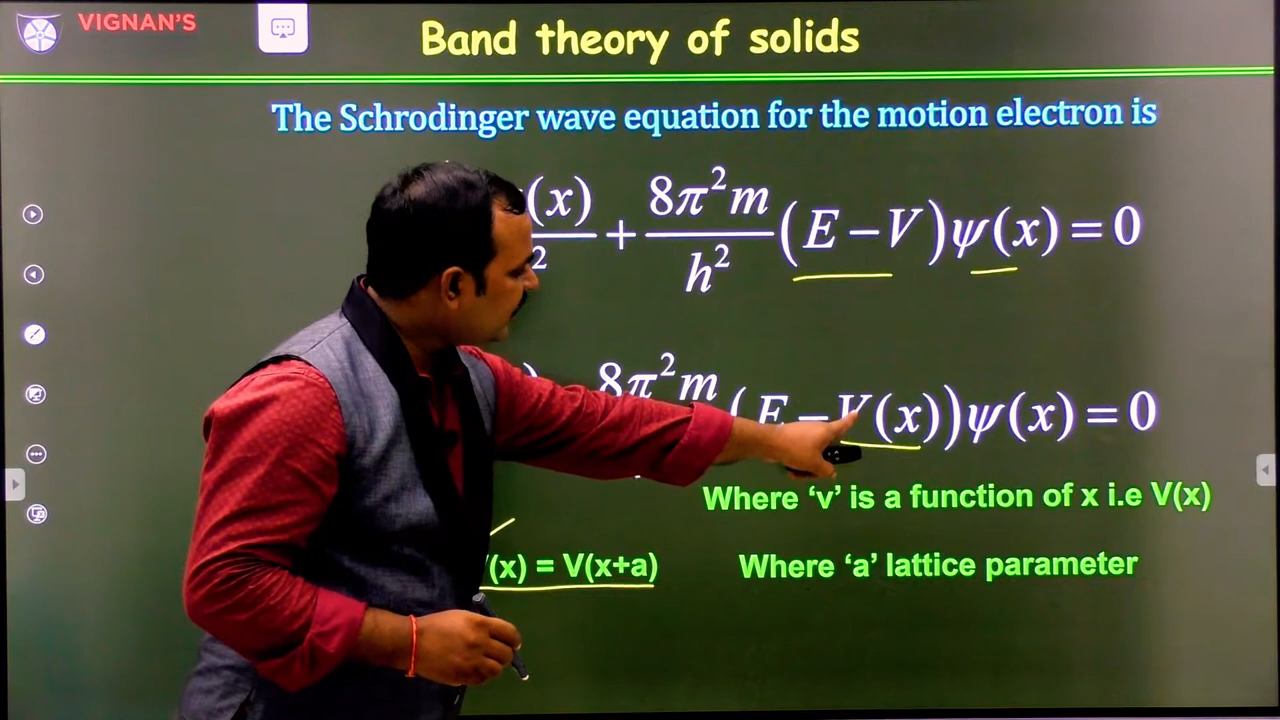 VIGNAN'S
Band theory of solids
The Schrodinger wave equation for the motion electron is
(x)/2 + 8π²m/h² (E−V)ψ(x) = 0
) 8π²m (E−V(x))ψ(x) = 0
Where ‘v’ is a function of x i.e V(x)
(x) = V(x+a) Where ‘a’ lattice parameter